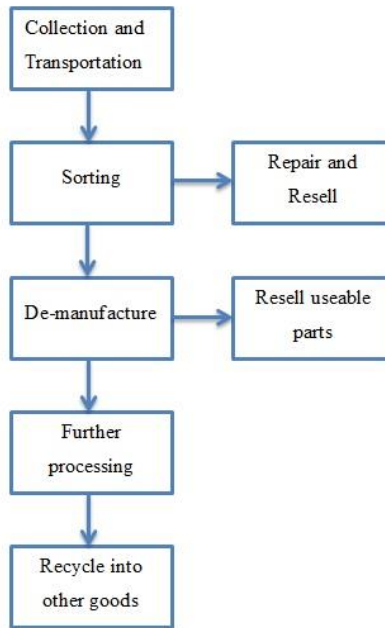 Collection and
Transportation
Sorting
Repair and
Resell
De-manufacture
Resell useable
parts
Further
processing
Recycle into
other goods